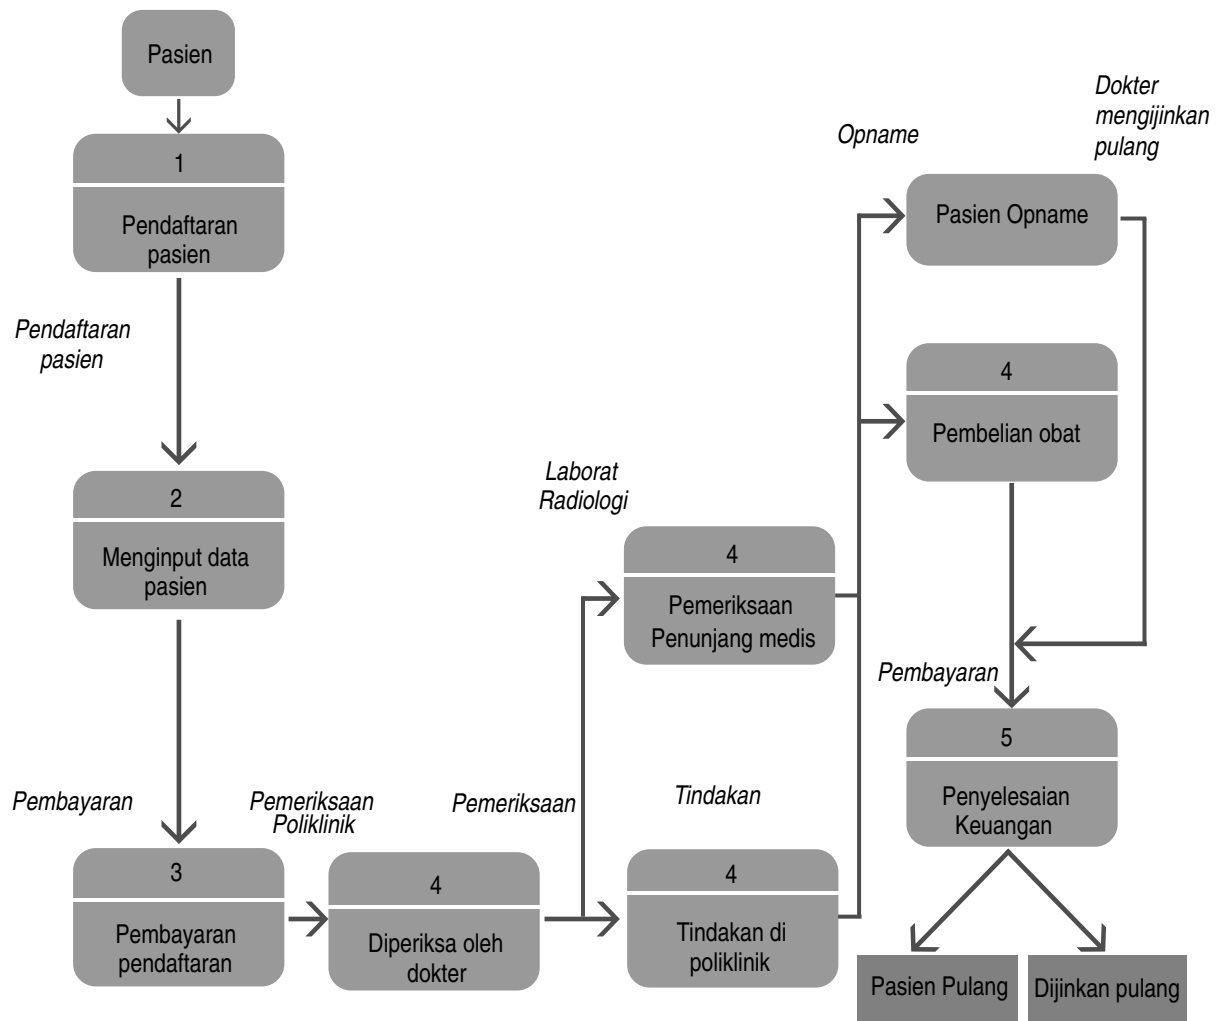 Pasien
1
Pendaftaran
pasien
Pendaftaran
pasien
2
Menginput data
pasien
Pembayaran
3
Pembayaran
pendaftaran
Pemeriksaan
Poliklinik
4
Diperiksa oleh
dokter
Pemeriksaan
Laborat
Radiologi
4
Pemeriksaan
Penunjang medis
Tindakan
4
Tindakan di
poliklinik
Opname
Pasien Opname
Dokter
mengijinkan
pulang
4
Pembelian obat
Pembayaran
5
Penyelesaian
Keuangan
Pasien Pulang
Dijinkan pulang